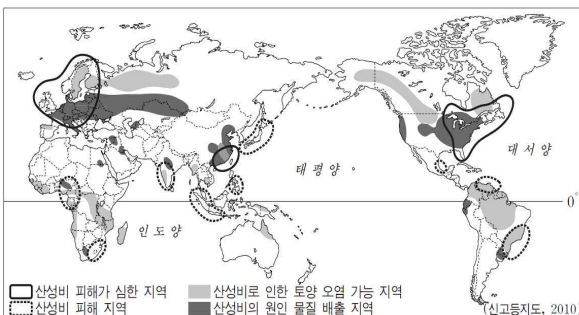 대서양
태평양
0°
인도양
산성비 피해가 심한 지역
산성비로 인한 토양 오염 가능 지역
산성비 피해 지역
산성비의 원인 물질 배출 지역
(신고등지도, 2010)